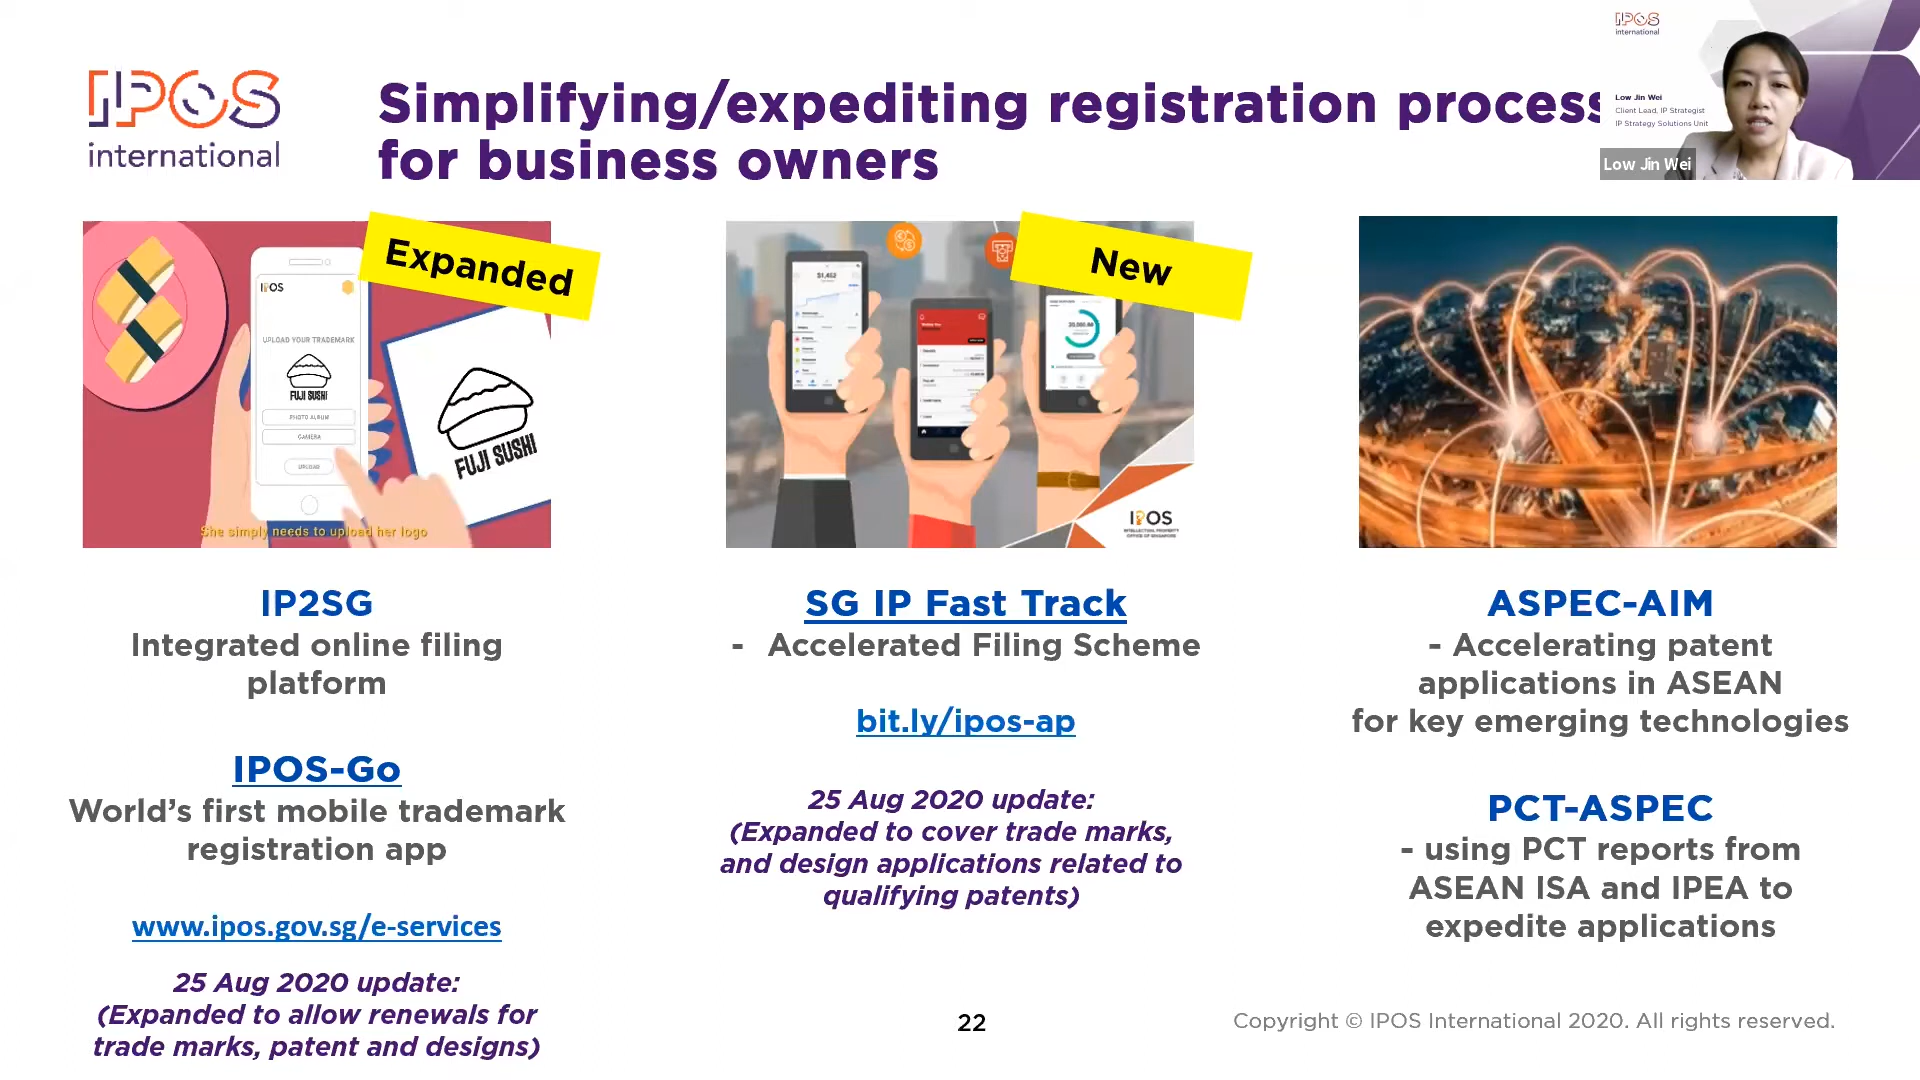 IPOS
international
Simplifying/expediting registration process
for business owners
IPOS
international
Low Jin Wei
Client Lead, IP Strategist
IP Strategy Solutions Unit
Low Jin Wei
Expanded
IPOS
UPLOAD YOUR TRADEMARK
FUJI SUSHI
PHOTO ALBUM
CAMERA
UPLOAD
FUJI SUSHI
She simply needs to upload her logo
New
$1,452
IPOS
INTELLECTUAL PROPERTY
OFFICE OF SINGAPORE
IP2SG
Integrated online filing
platform
IPOS-Go
World’s first mobile trademark
registration app
www.ipos.gov.sg/e-services
25 Aug 2020 update:
(Expanded to allow renewals for
trade marks, patent and designs)
SG IP Fast Track
- Accelerated Filing Scheme
bit.ly/ipos-ap
25 Aug 2020 update:
(Expanded to cover trade marks,
and design applications related to
qualifying patents)
ASPEC-AIM
- Accelerating patent
applications in ASEAN
for key emerging technologies
PCT-ASPEC
- using PCT reports from
ASEAN ISA and IPEA to
expedite applications
22
Copyright © IPOS International 2020. All rights reserved.